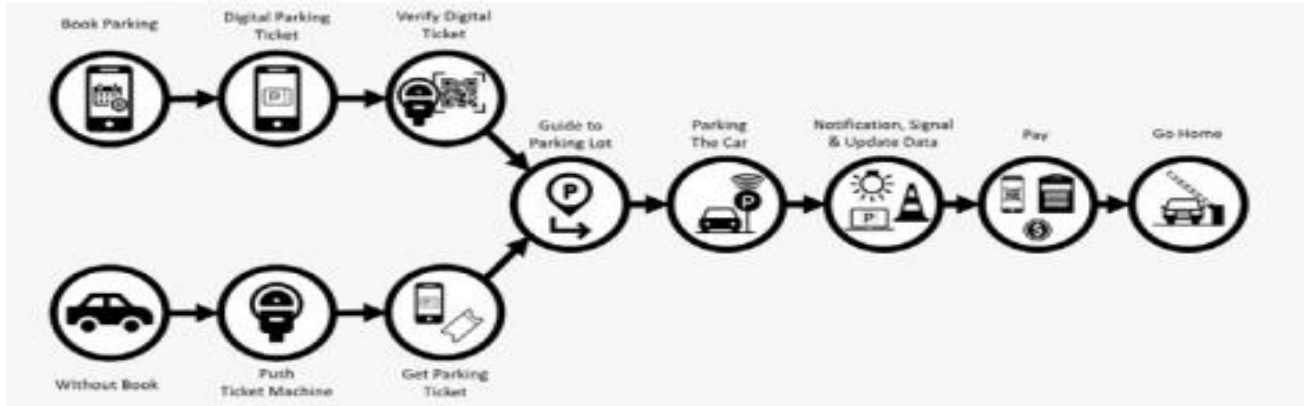 Book Parking
Digital Parking
Ticket
Verify Digital
Ticket
Guide to
Parking Lot
Parking
The Car
Notification, Signal
& Update Data
Pay
Go Home
P
P
P
P
$
Without Book
Push
Ticket Machine
Get Parking
Ticket